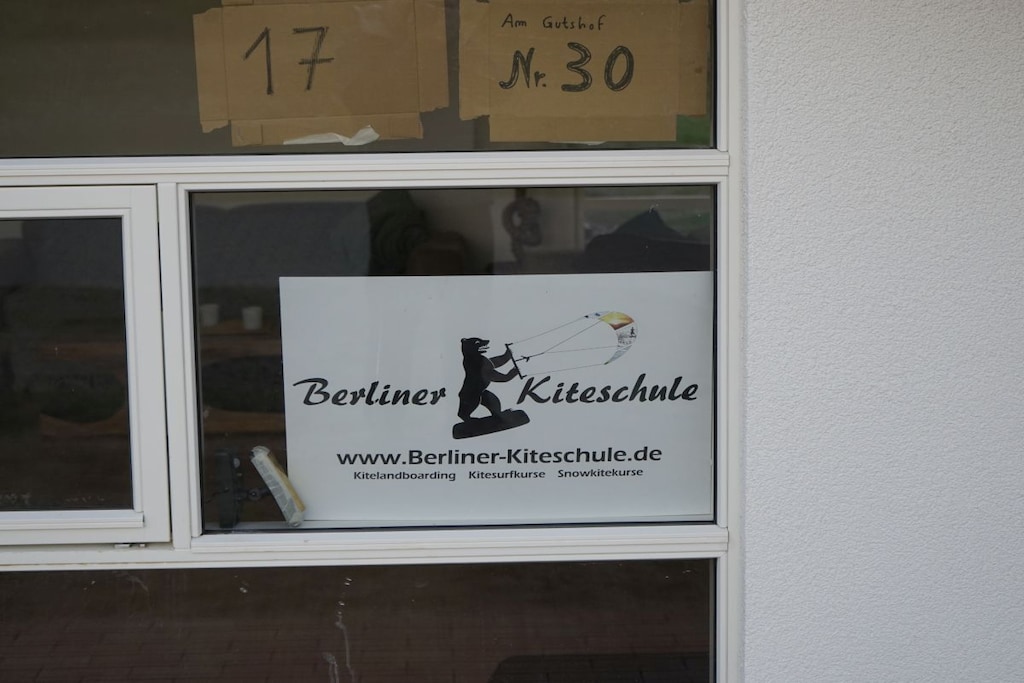 17
Am Gutshof
Nr. 30
Berliner Kiteschule
www.Berliner-Kiteschule.de
Kitelandboarding Kitesurfkurse Snowkitekurse